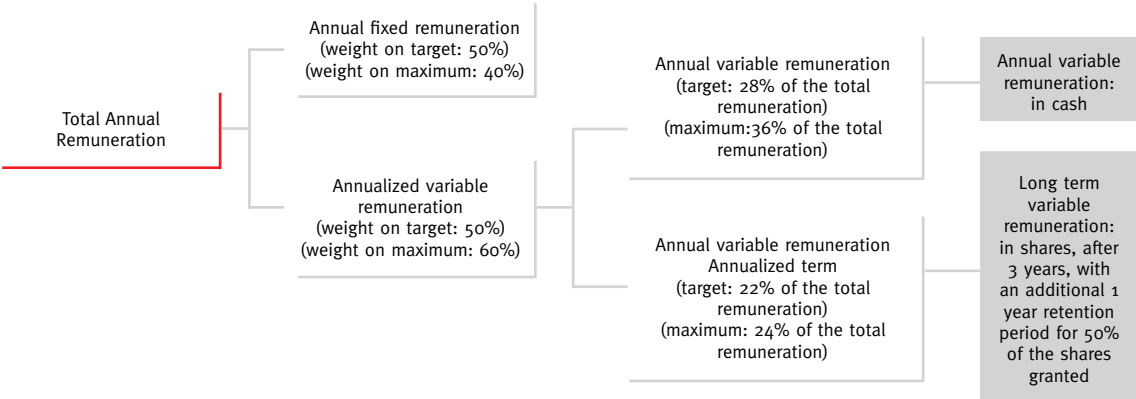 Total Annual
Remuneration
Annual fixed remuneration
(weight on target: 50%)
(weight on maximum: 40%)
Annualized variable
remuneration
(weight on target: 50%)
(weight on maximum: 60%)
Annual variable remuneration
(target: 28% of the total
remuneration)
(maximum:36% of the total
remuneration)
Annual variable remuneration
Annualized term
(target: 22% of the total
remuneration)
(maximum: 24% of the total
remuneration)
Annual variable
remuneration:
in cash
Long term
variable
remuneration:
in shares, after
3 years, with
an additional 1
year retention
period for 50%
of the shares
granted